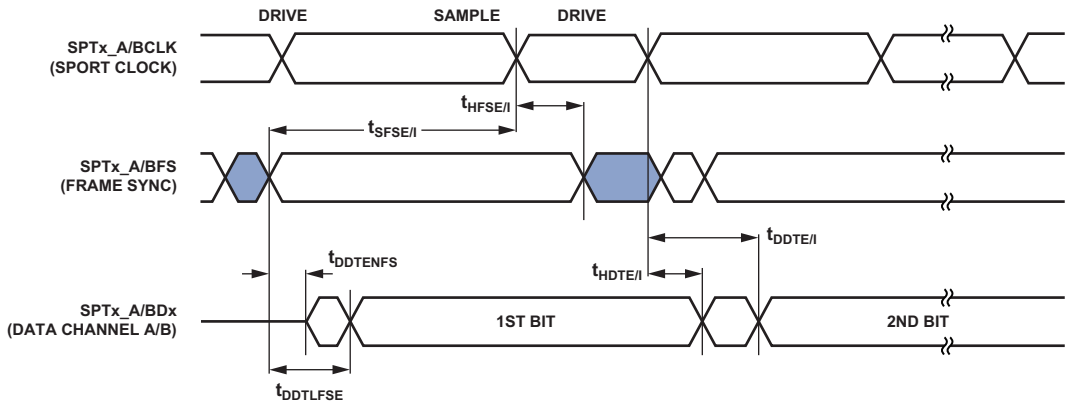 DRIVE SAMPLE DRIVE
SPTx_A/BCLK
(SPORT CLOCK)
tHFSE/I
tSFSE/I
SPTx_A/BFS
(FRAME SYNC)
tDDTE/I
tDDTENFS
tHDTE/I
SPTx_A/BDx
(DATA CHANNEL A/B)
1ST BIT 2ND BIT
tDDTLFSE